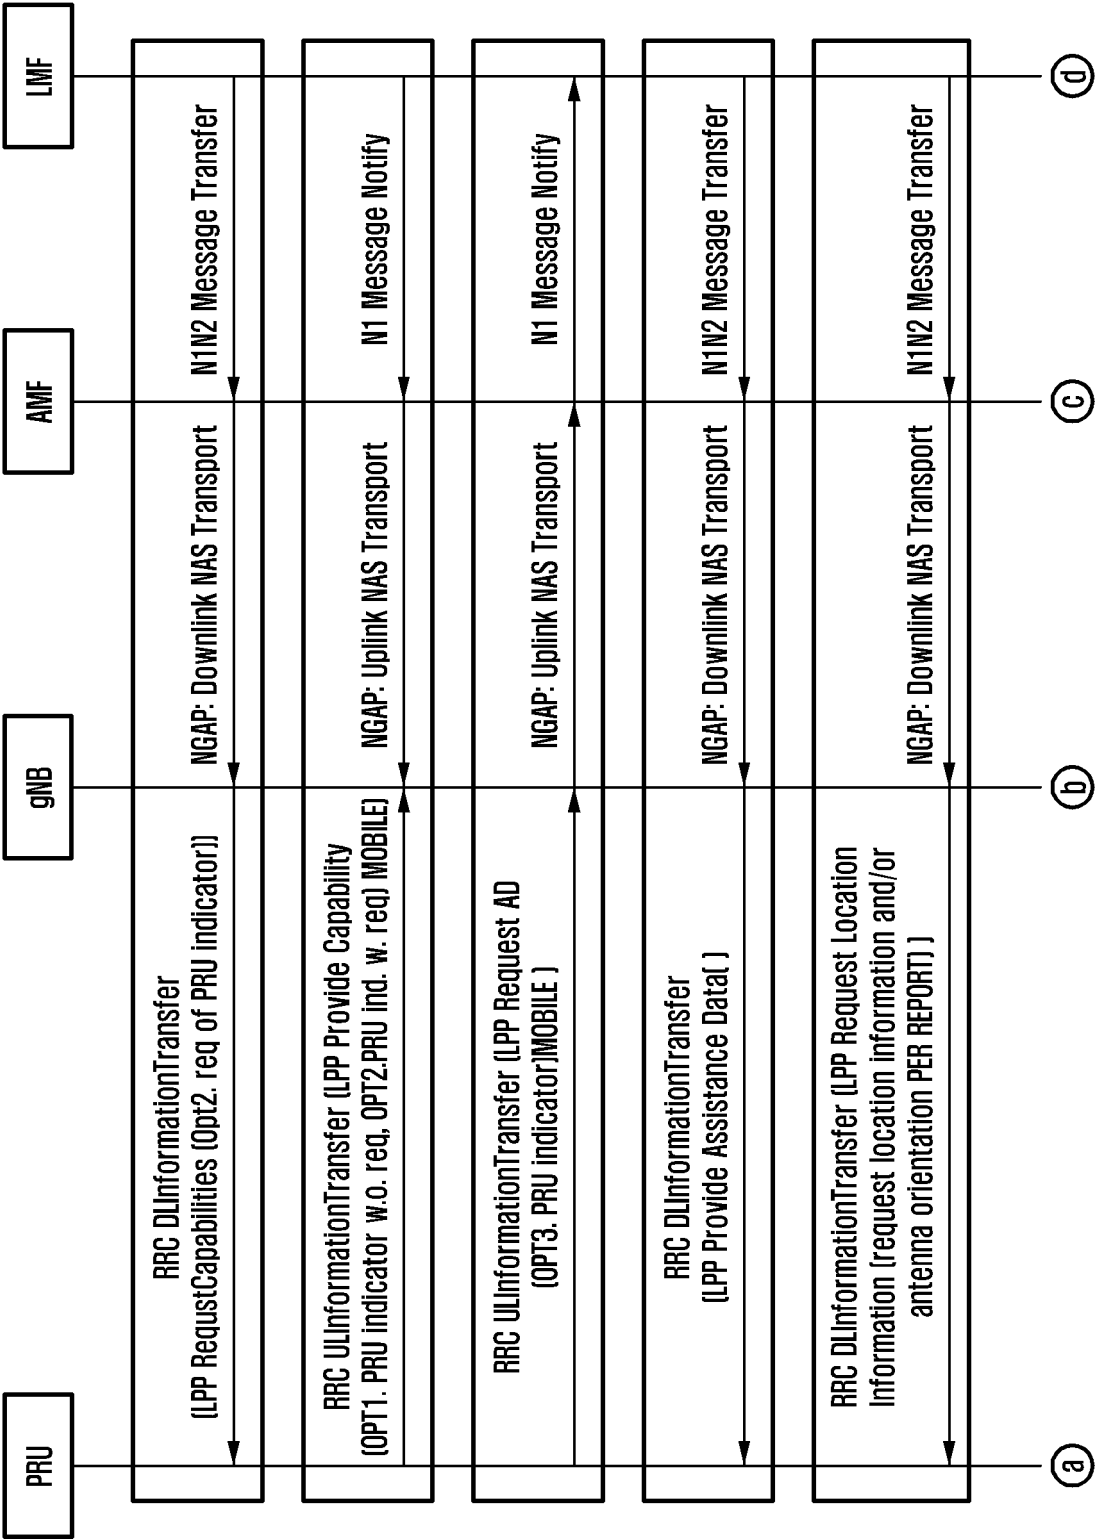 PRU
gNB
AMF
LMF
RRC DLInformationTransfer
(LPP RequstCapabilities (Opt2. req of PRU indicator))
NGAP: Downlink NAS Transport
N1N2 Message Transfer
RRC ULInformationTransfer (LPP Provide Capability
(OPT1. PRU indicator w.o. req, OPT2.PRU ind. w. req) MOBILE)
NGAP: Uplink NAS Transport
N1 Message Notify
RRC ULInformationTransfer (LPP Request AD
(OPT3. PRU indicator)MOBILE )
NGAP: Uplink NAS Transport
N1 Message Notify
RRC DLInformationTransfer
(LPP Provide Assistance Data( )
NGAP: Downlink NAS Transport
N1N2 Message Transfer
RRC DLInformationTransfer (LPP Request Location
Information (request location information and/or
antenna orientation PER REPORT) )
NGAP: Downlink NAS Transport
N1N2 Message Transfer
a
b
c
d